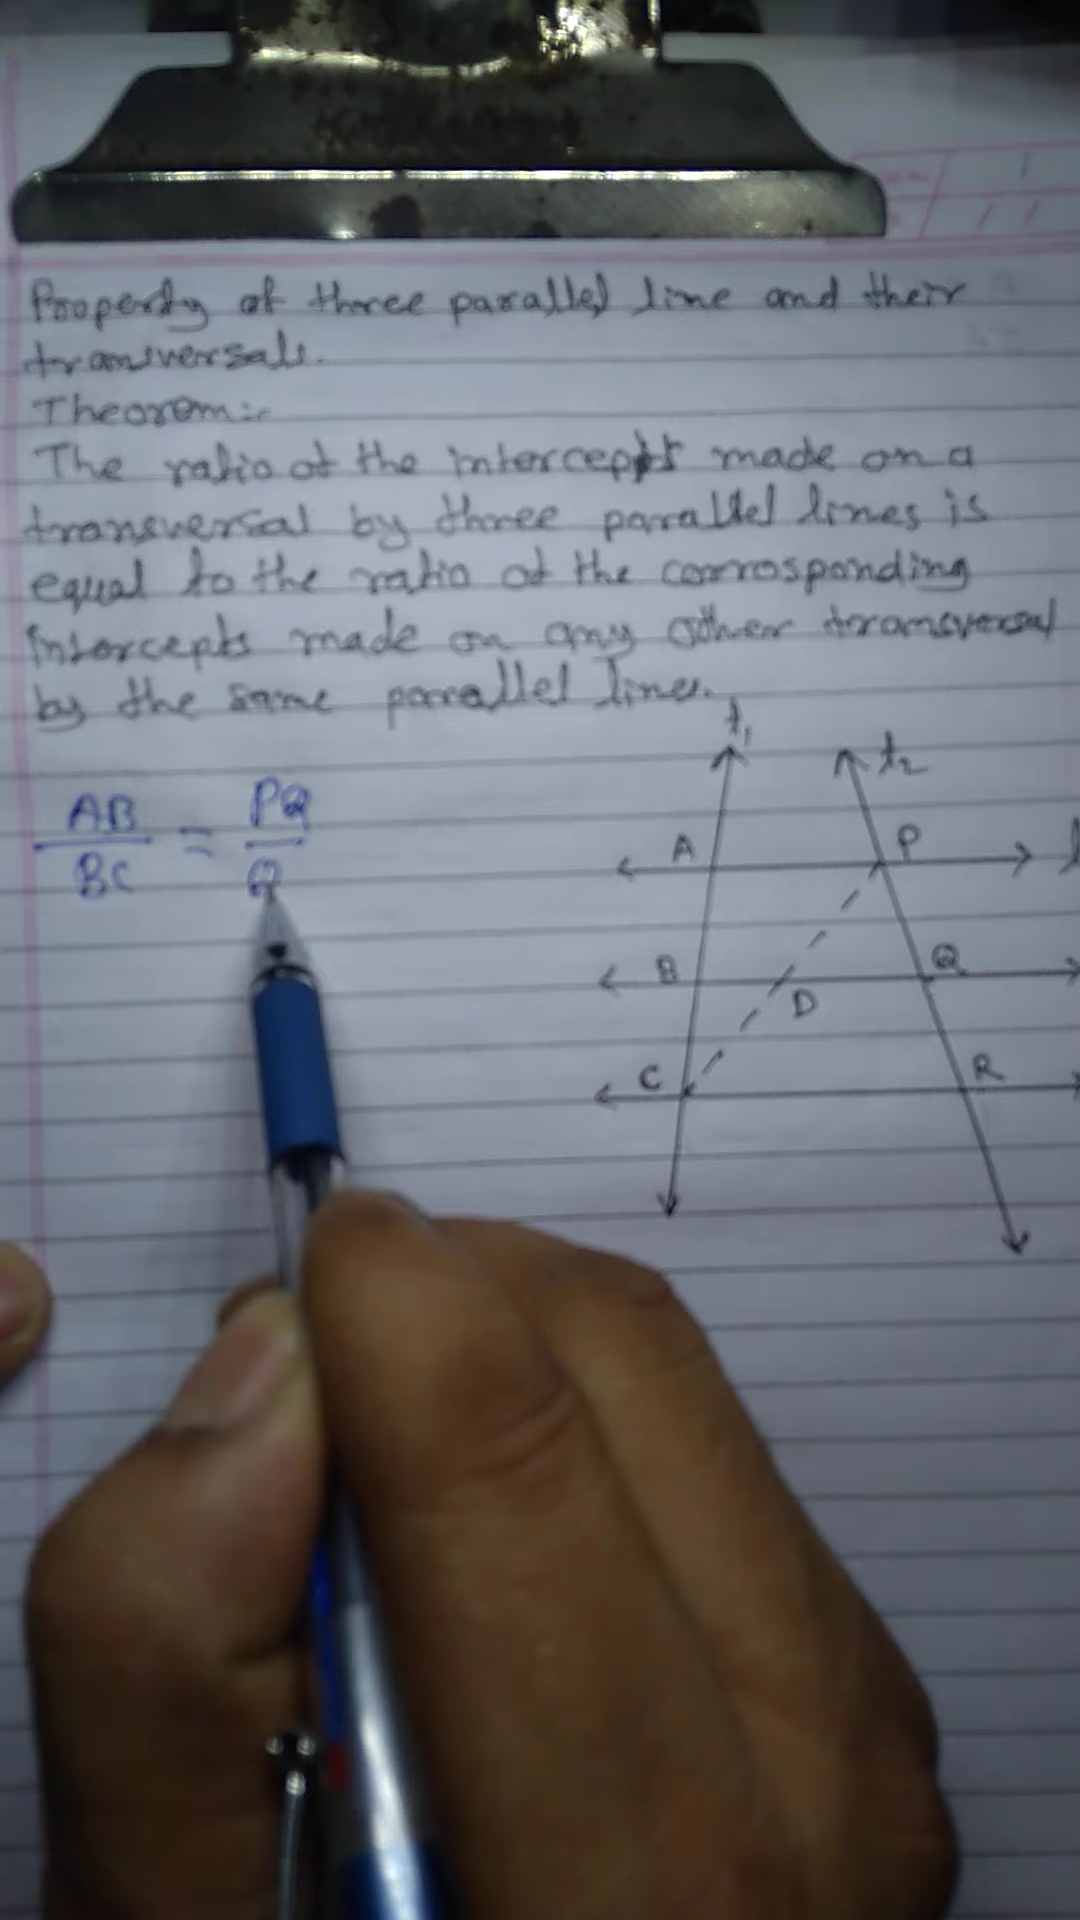 Property of three parallel line and their
transversals.
Theorem:-
The ratio of the intercepts made on a
transversal by three parallel lines is
equal to the ratio of the corrosponding
intercepts made on any other transversal
by the same parallel lines.
t₁
t₂
AB/BC = PQ/Q
A P l
B D Q
C R